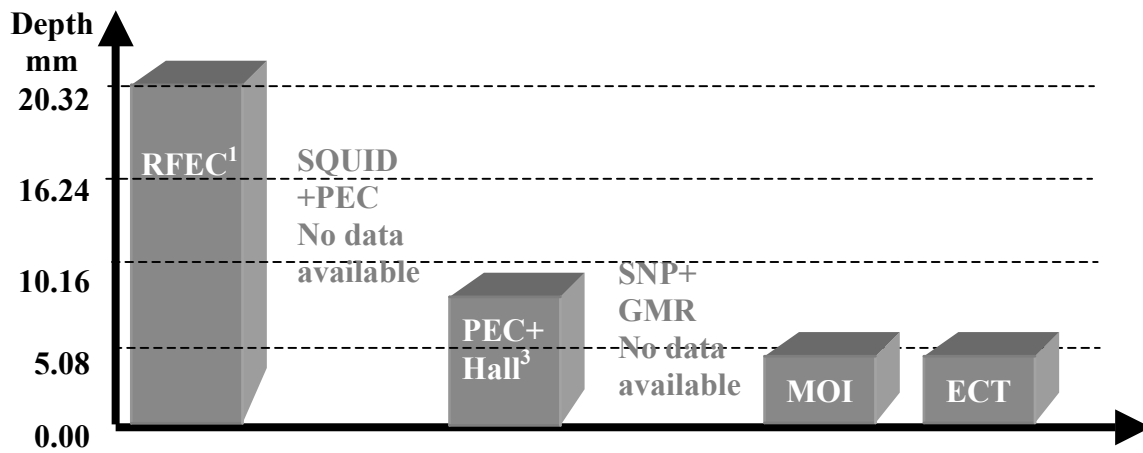 Depth
mm
20.32
16.24
10.16
5.08
0.00
RFEC¹
SQUID
+PEC
No data
available
PEC+
Hall³
SNP+
GMR
No data
available
MOI
ECT